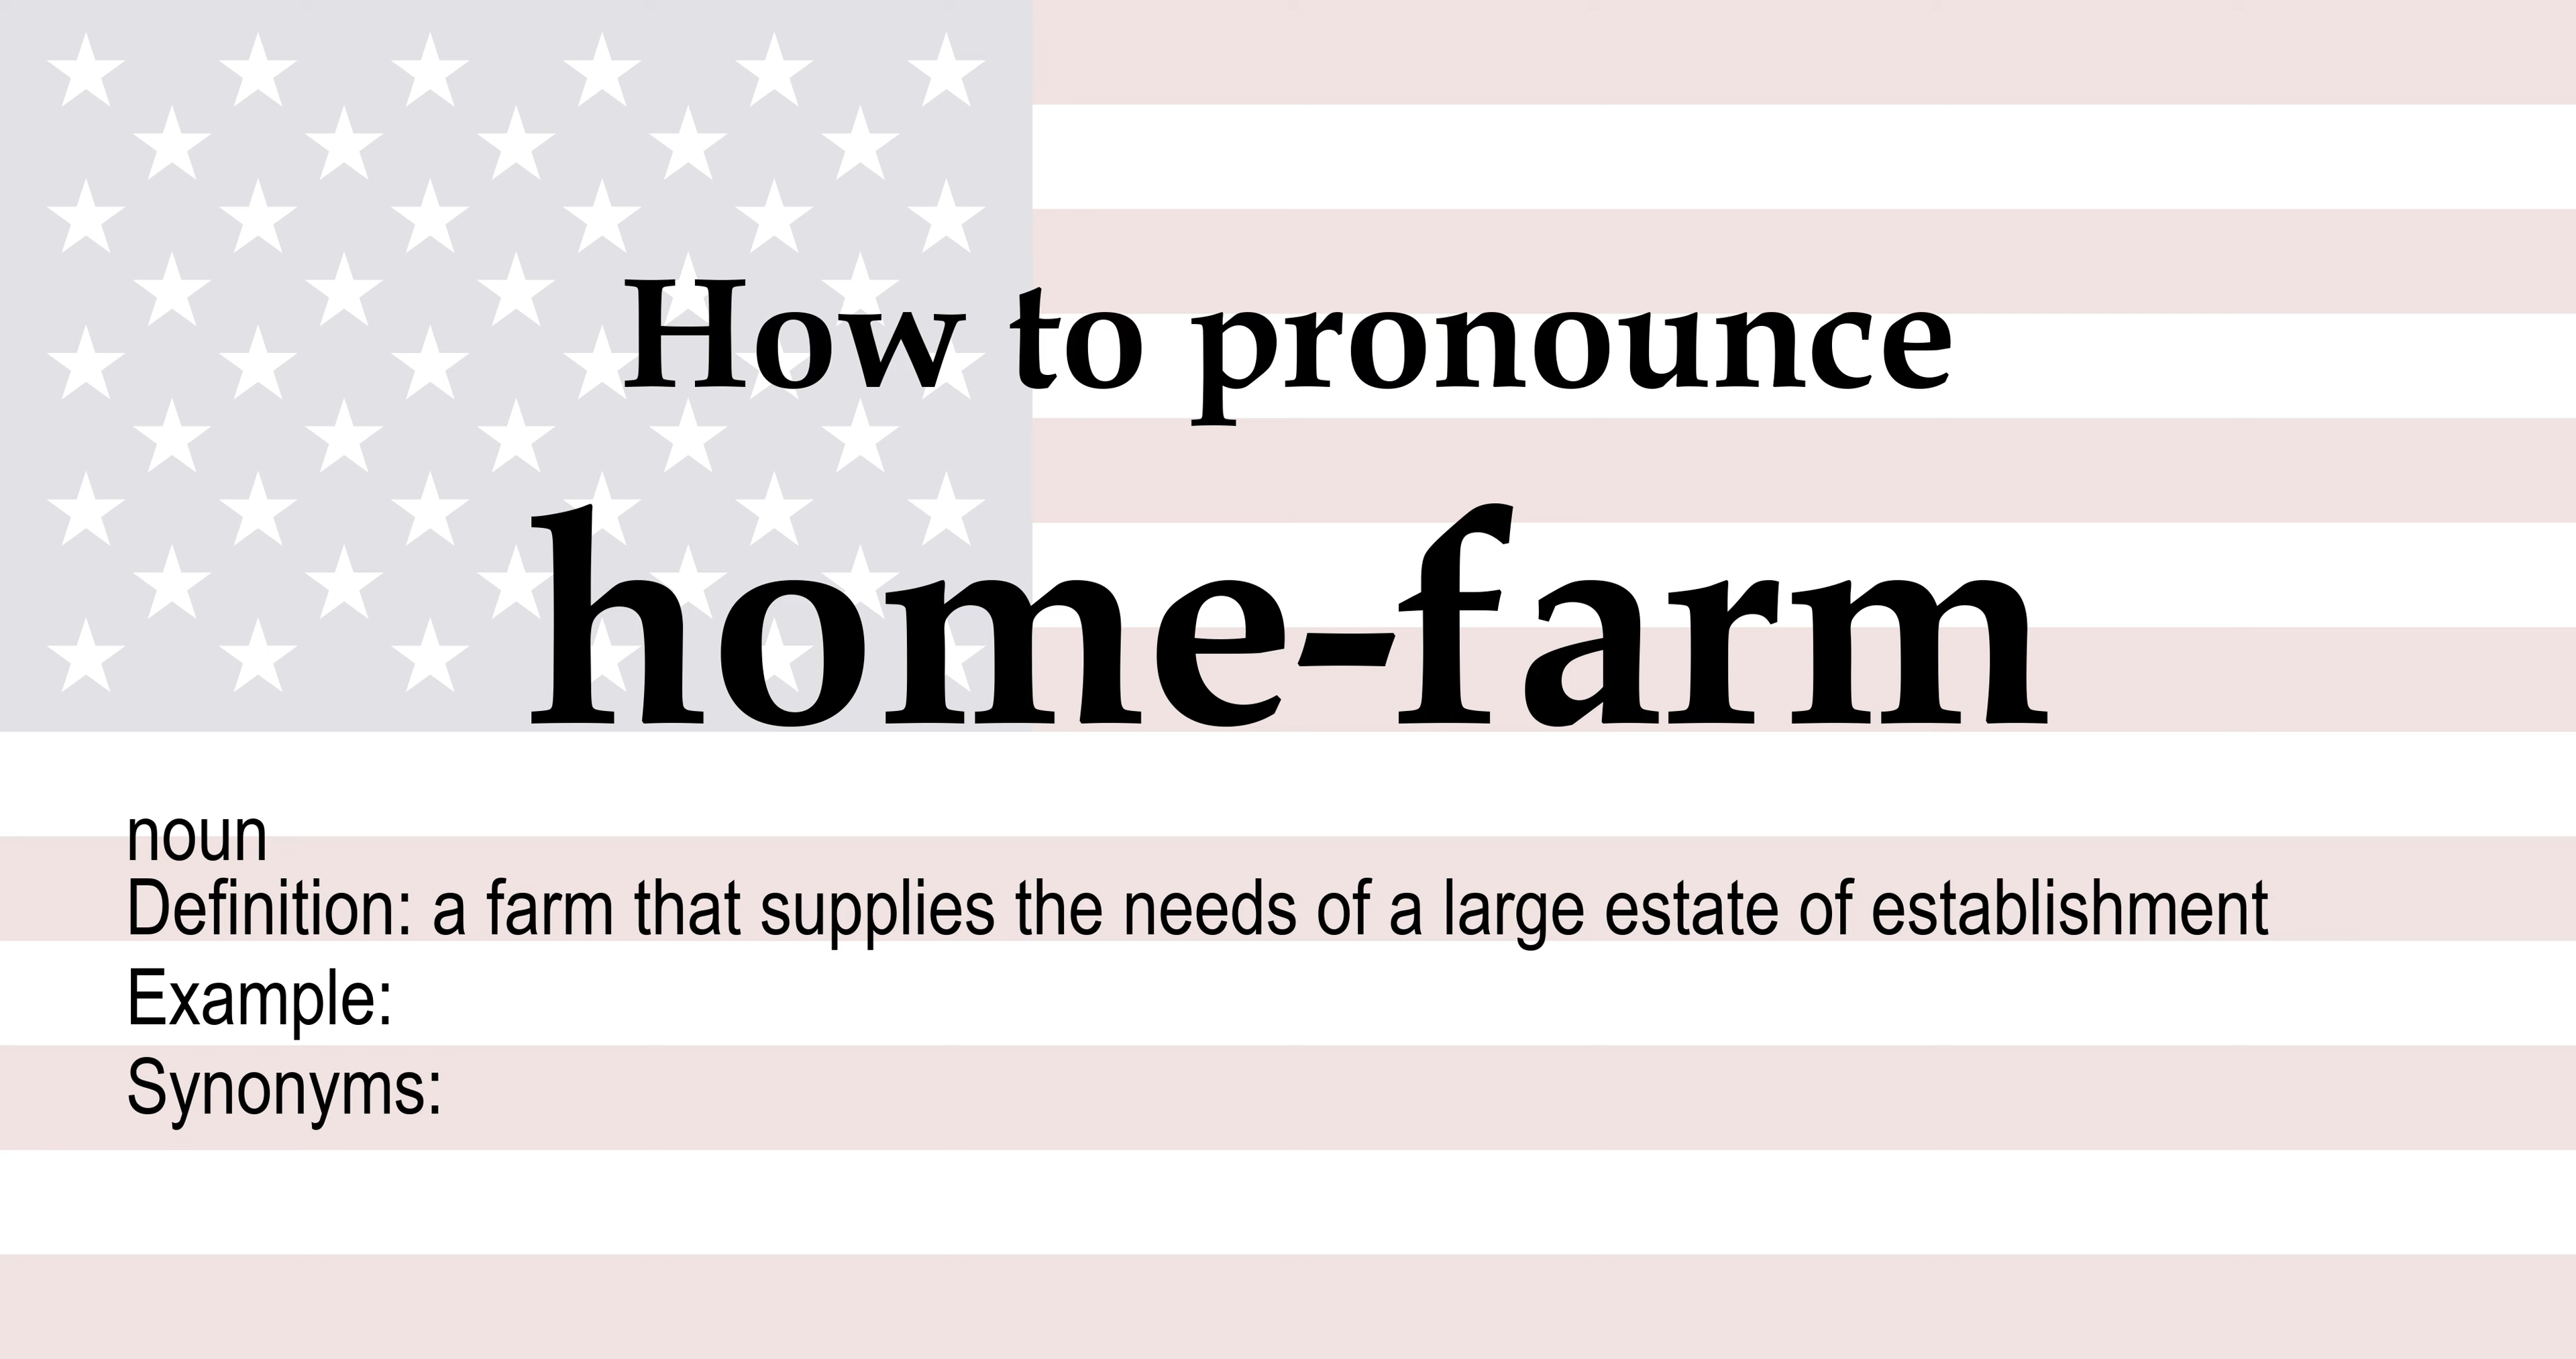 How to pronounce
home-farm
noun
Definition: a farm that supplies the needs of a large estate of establishment
Example:
Synonyms: